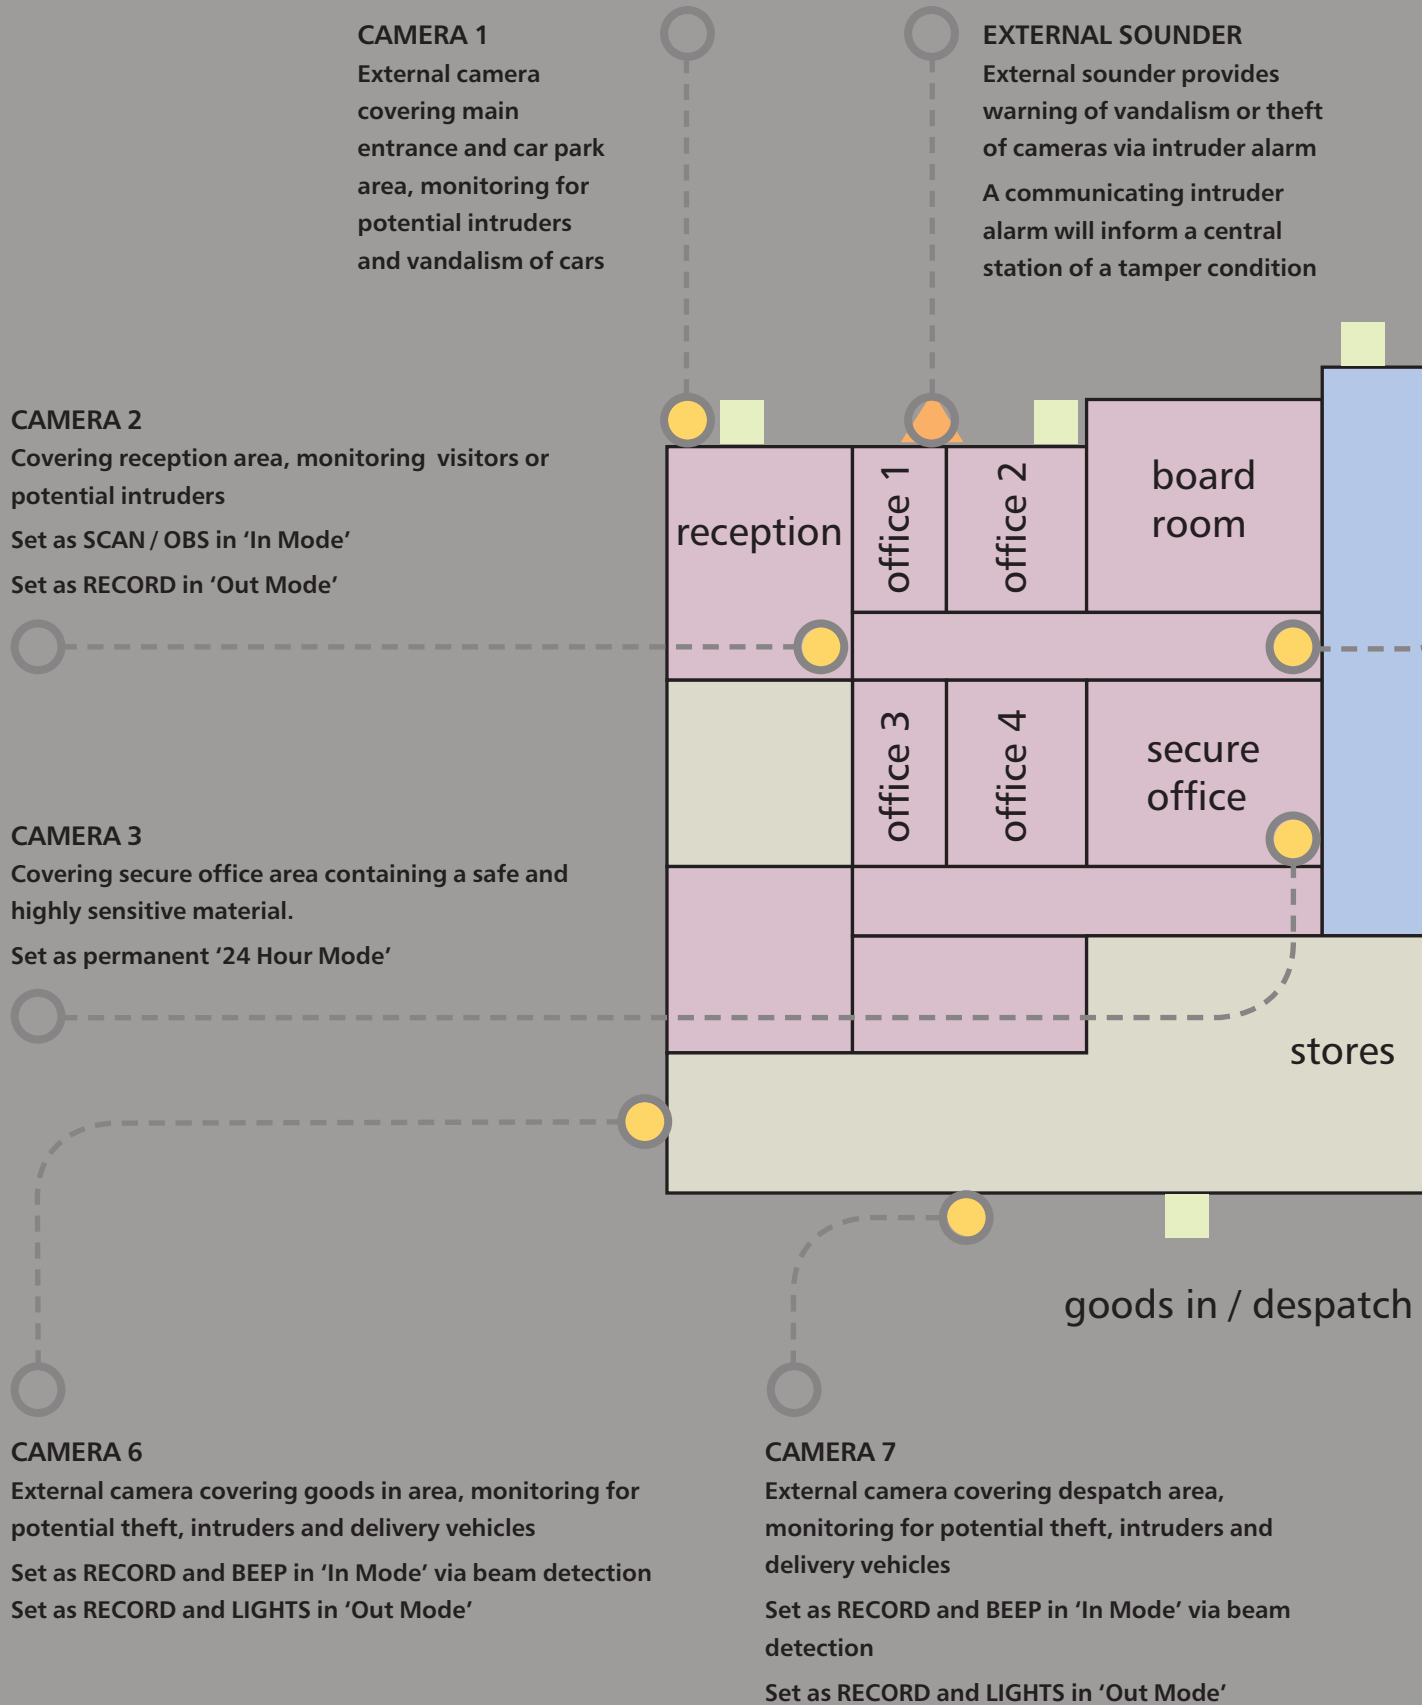 CAMERA 1
External camera
covering main
entrance and car park
area, monitoring for
potential intruders
and vandalism of cars
EXTERNAL SOUNDER
External sounder provides
warning of vandalism or theft
of cameras via intruder alarm
A communicating intruder
alarm will inform a central
station of a tamper condition
CAMERA 2
Covering reception area, monitoring visitors or
potential intruders
Set as SCAN / OBS in ‘In Mode’
Set as RECORD in ‘Out Mode’
reception
office 1
office 2
board
room
office 3
office 4
secure
office
CAMERA 3
Covering secure office area containing a safe and
highly sensitive material.
Set as permanent ‘24 Hour Mode’
stores
goods in / despatch
CAMERA 6
External camera covering goods in area, monitoring for
potential theft, intruders and delivery vehicles
Set as RECORD and BEEP in ‘In Mode’ via beam detection
Set as RECORD and LIGHTS in ‘Out Mode’
CAMERA 7
External camera covering despatch area,
monitoring for potential theft, intruders and
delivery vehicles
Set as RECORD and BEEP in ‘In Mode’ via beam
detection
Set as RECORD and LIGHTS in ‘Out Mode’